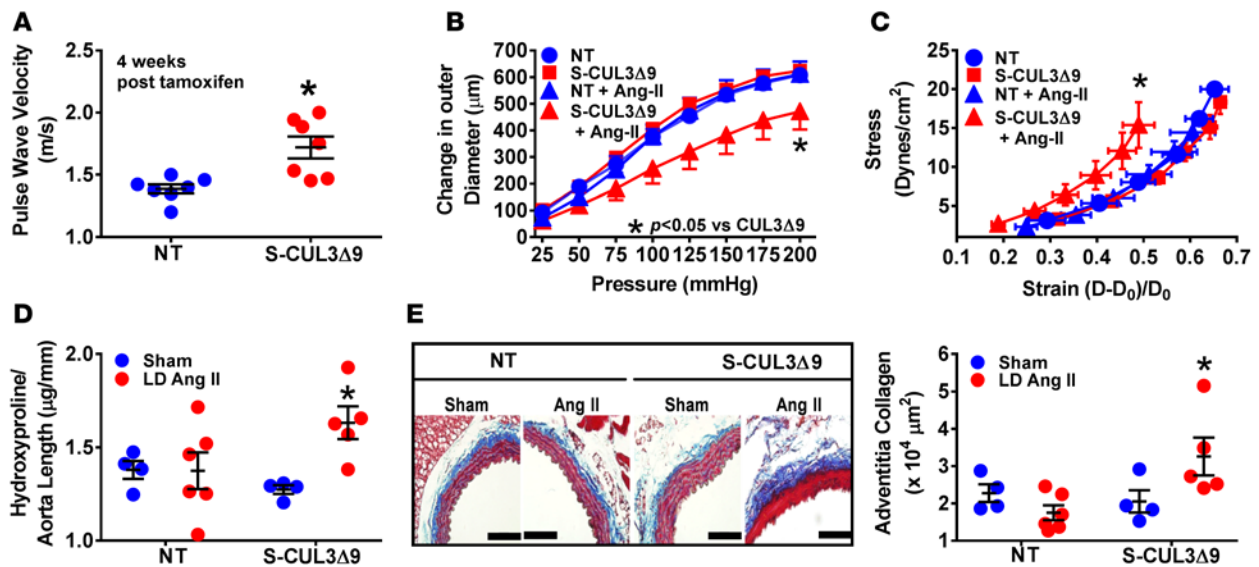 A
Pulse Wave Velocity
(m/s)
2.5
2.0
1.5
1.0
4 weeks
post tamoxifen
*
NT
S-CUL3Δ9
B
Change in outer
Diameter (μm)
700
600
500
400
300
200
100
0
NT
S-CUL3Δ9
NT + Ang-II
S-CUL3Δ9
+ Ang-II
*
* p<0.05 vs CUL3Δ9
25 50 75 100 125 150 175 200
Pressure (mmHg)
C
Stress
(Dynes/cm²)
25
20
15
10
5
NT
S-CUL3Δ9
NT + Ang-II
S-CUL3Δ9
+ Ang-II
*
0.1 0.2 0.3 0.4 0.5 0.6 0.7
Strain (D-D₀)/D₀
D
Hydroxyproline/
Aorta Length (μg/mm)
2.0
1.5
1.0
Sham
LD Ang II
*
NT
S-CUL3Δ9
E
NT
S-CUL3Δ9
Sham
Ang II
Sham
Ang II
Adventitia Collagen
(x 10⁴ μm²)
6
5
4
3
2
1
Sham
LD Ang II
*
NT
S-CUL3Δ9